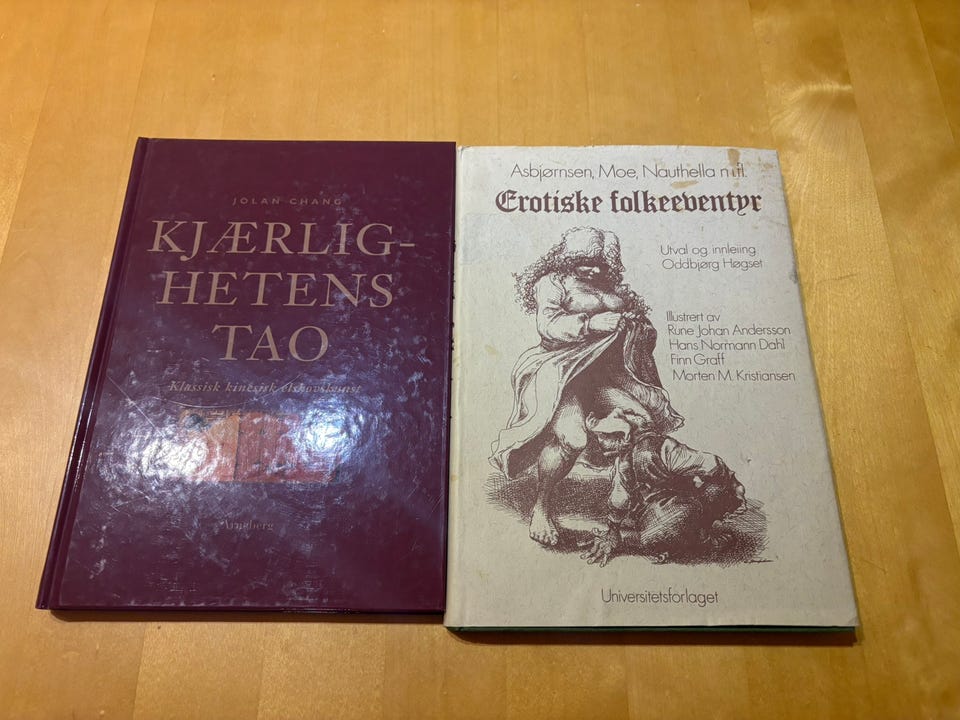 JOLAN CHANG
KJÆRLIG-
HETENS
TAO
Klassisk kinesisk elskovskunst
Arneberg
Asbjørnsen, Moe, Nauthella m fl.
Erotiske folkeeventyr
Utval og innleiing
Oddbjørg Høgset
Illustrert av
Rune Johan Andersson
Hans Normann Dahl
Finn Graff
Morten M. Kristiansen
Universitetsforlaget